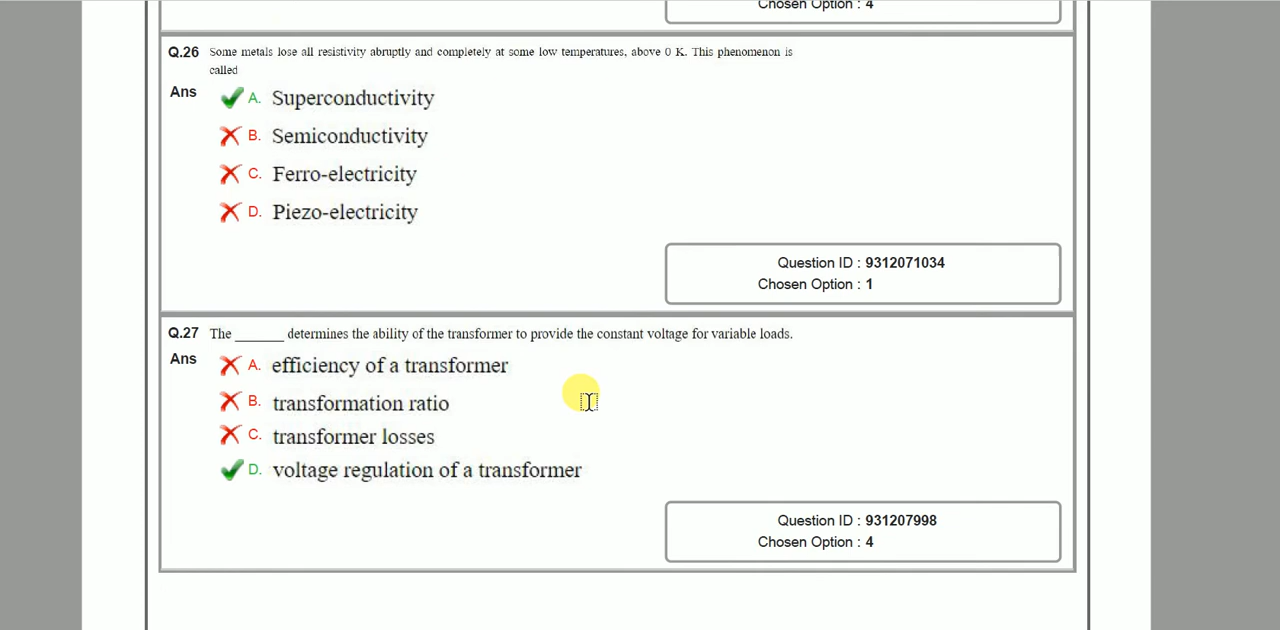 Chosen Option : 4
Q.26 Some metals lose all resistivity abruptly and completely at some low temperatures, above 0 K. This phenomenon is
called
Ans A. Superconductivity
B. Semiconductivity
C. Ferro-electricity
D. Piezo-electricity
Question ID : 9312071034
Chosen Option : 1
Q.27 The _______ determines the ability of the transformer to provide the constant voltage for variable loads.
Ans A. efficiency of a transformer
B. transformation ratio
C. transformer losses
D. voltage regulation of a transformer
Question ID : 931207998
Chosen Option : 4